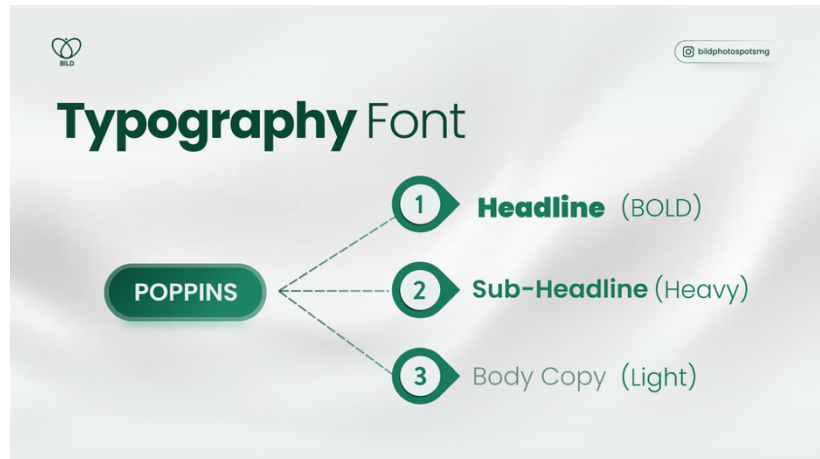 BILD
bildphotospotsmg
Typography Font
POPPINS
1 Headline (BOLD)
2 Sub-Headline (Heavy)
3 Body Copy (Light)